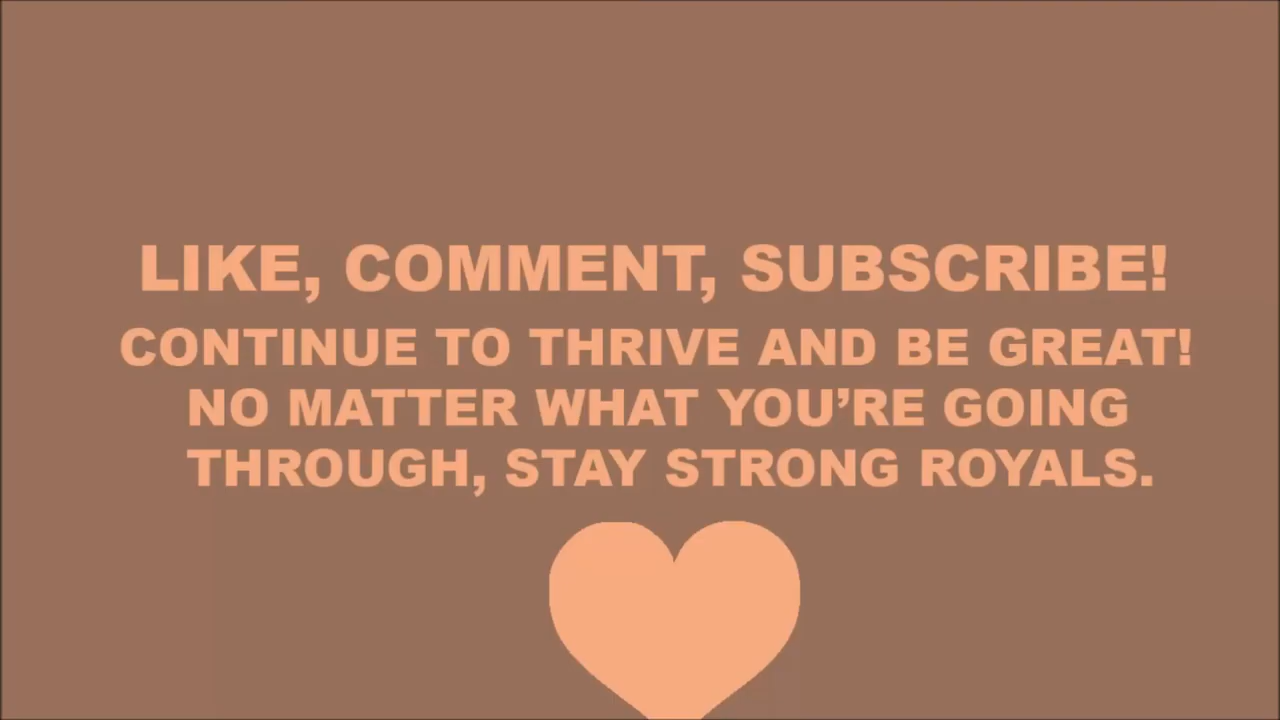 LIKE, COMMENT, SUBSCRIBE!
CONTINUE TO THRIVE AND BE GREAT!
NO MATTER WHAT YOU’RE GOING
THROUGH, STAY STRONG ROYALS.